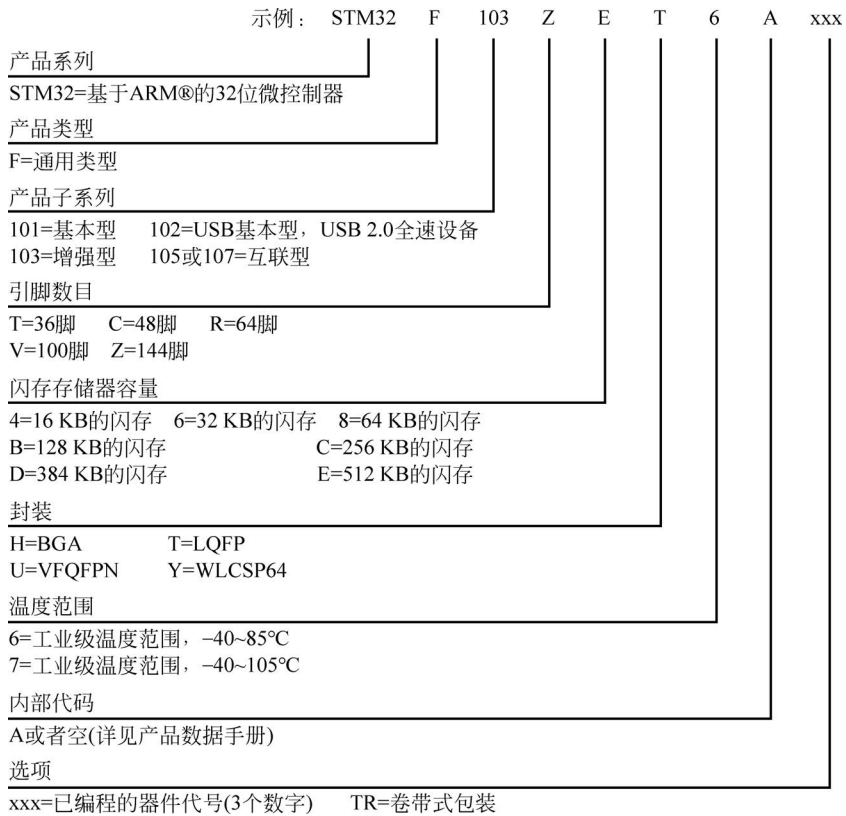 示例： STM32 F 103 Z E T 6 A xxx
产品系列
STM32=基于ARM®的32位微控制器
产品类型
F=通用类型
产品子系列
101=基本型 102=USB基本型，USB 2.0全速设备
103=增强型 105或107=互联型
引脚数目
T=36脚 C=48脚 R=64脚
V=100脚 Z=144脚
闪存存储器容量
4=16 KB的闪存 6=32 KB的闪存 8=64 KB的闪存
B=128 KB的闪存 C=256 KB的闪存
D=384 KB的闪存 E=512 KB的闪存
封装
H=BGA T=LQFP
U=VFQFPN Y=WLCSP64
温度范围
6=工业级温度范围，–40~85℃
7=工业级温度范围，–40~105℃
内部代码
A或者空(详见产品数据手册)
选项
xxx=已编程的器件代号(3个数字) TR=卷带式包装